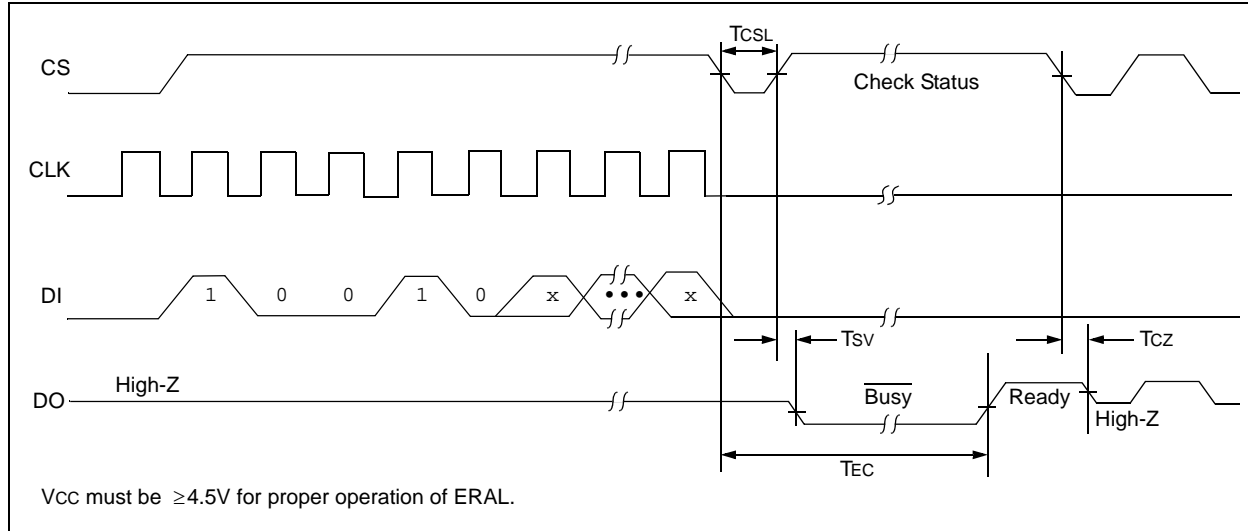 TCSL
CS
Check Status
CLK
DI
1 0 0 1 0 x ••• x
TSV
TCZ
High-Z
DO
Busy
Ready
High-Z
TEC
VCC must be ≥4.5V for proper operation of ERAL.